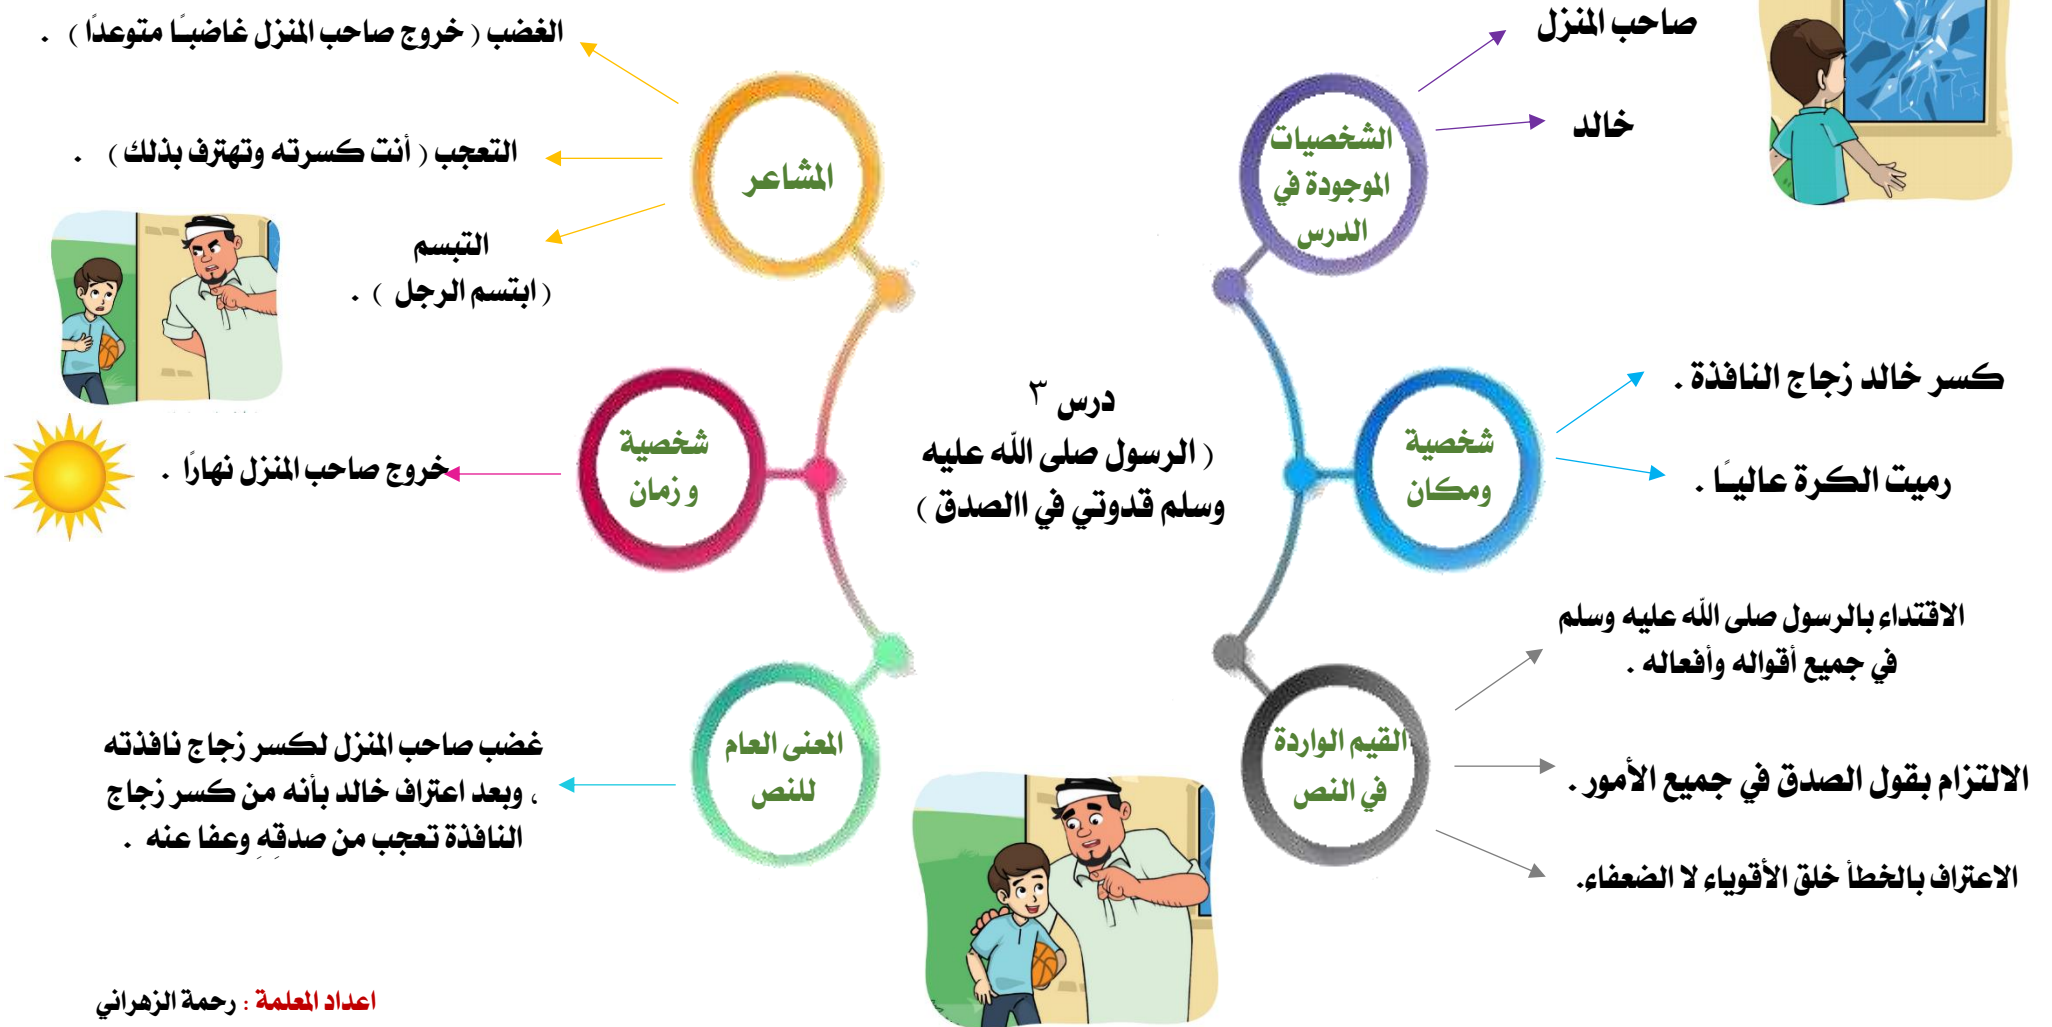 درس ٣
( الرسول صلى الله عليه
وسلم قدوتي في االصدق )
الشخصيات
الموجودة في
الدرس
صاحب المنزل
خالد
شخصية
ومكان
كسر خالد زجاج النافذة .
رميت الكرة عاليـًا .
القيم الواردة
في النص
الاقتداء بالرسول صلى الله عليه وسلم
في جميع أقواله وأفعاله .
الالتزام بقول الصدق في جميع الأمور .
الاعتراف بالخطأ خلق الأقوياء لا الضعفاء.
المشاعر
الغضب ( خروج صاحب المنزل غاضبـًا متوعدًا ) .
التعجب ( أنت كسرته وتهترف بذلك ) .
التبسم
( ابتسم الرجل ) .
شخصية
و زمان
خروج صاحب المنزل نهارًا .
المعنى العام
للنص
غضب صاحب المنزل لكسر زجاج نافذته
، وبعد اعتراف خالد بأنه من كسر زجاج
النافذة تعجب من صدقِهِ وعفا عنه .
اعداد المعلمة : رحمة الزهراني